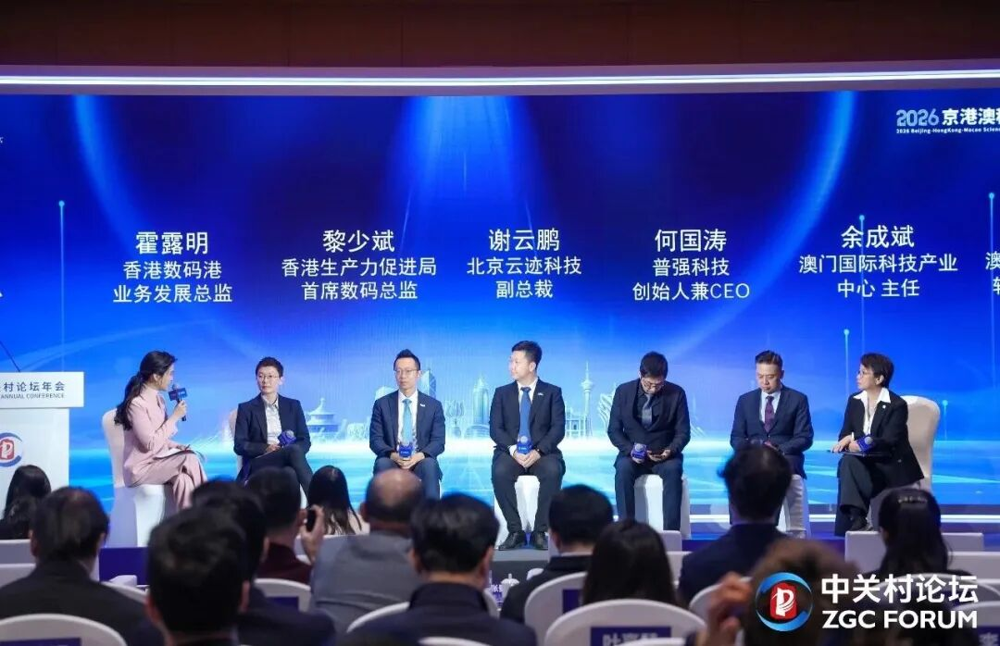 2026 京港澳科
2026 Beijing-HongKong-Macao Scienc
霍露明
香港数码港
业务发展总监
黎少斌
香港生产力促进局
首席数码总监
谢云鹏
北京云迹科技
副总裁
何国涛
普强科技
创始人兼CEO
余成斌
澳门国际科技产业
中心 主任
澳
关村论坛年会
ANNUAL CONFERENCE
中关村论坛
ZGC FORUM